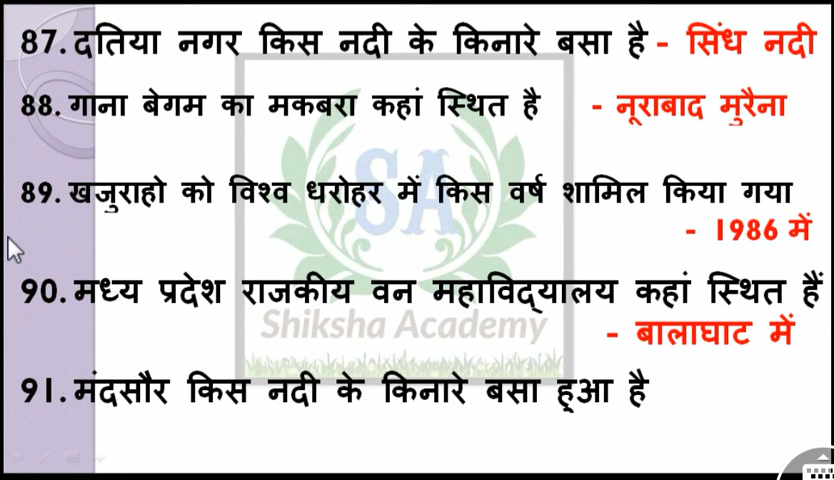 87. दतिया नगर किस नदी के किनारे बसा है - सिंध नदी
88. गाना बेगम का मकबरा कहां स्थित है - नूराबाद मुरैना
89. खजुराहो को विश्व धरोहर में किस वर्ष शामिल किया गया
- 1986 में
90. मध्य प्रदेश राजकीय वन महाविद्यालय कहां स्थित हैं
- बालाघाट में
91. मंदसौर किस नदी के किनारे बसा हुआ है
SA
Shiksha Academy